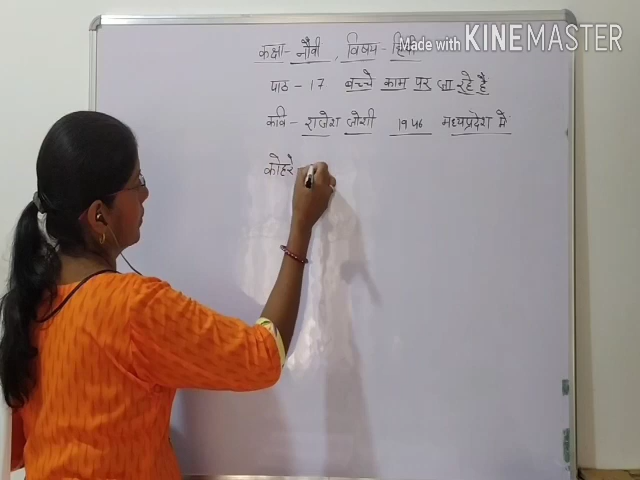 Made with KINEMASTER
कक्षा - नौवी , विषय - हिंदी
पाठ - 17 बच्चे काम पर जा रहे हैं
कवि - राजेश जोशी 1946 मध्यप्रदेश में
कोहरे